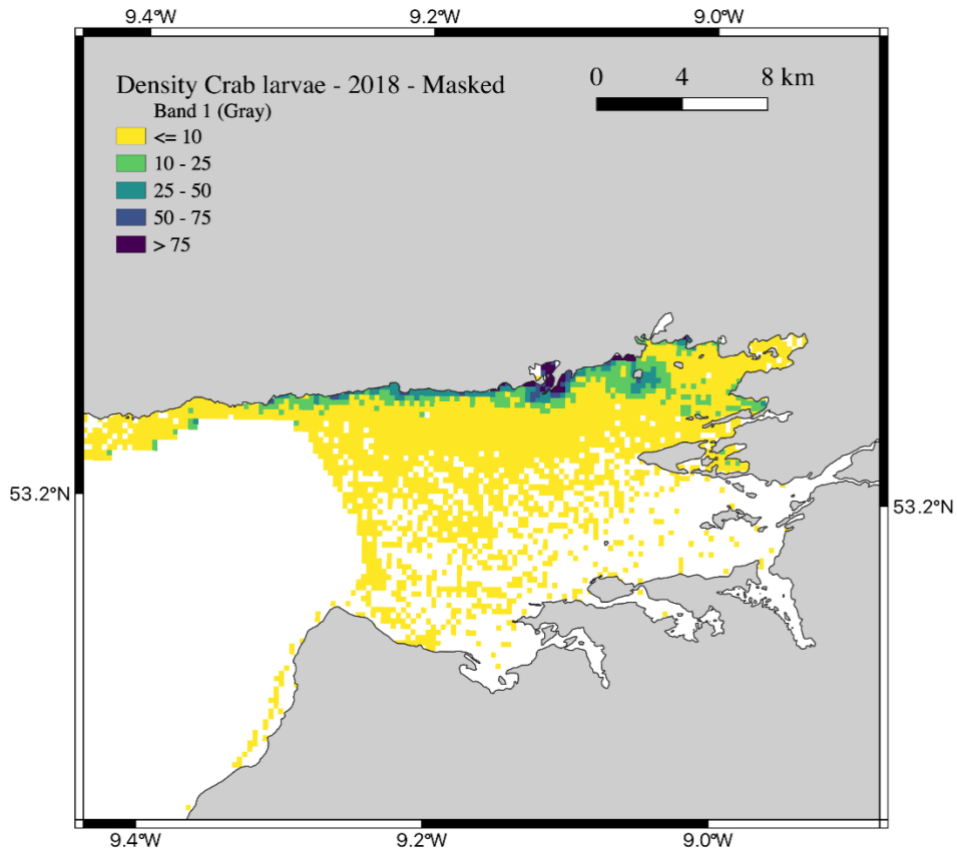 9.4°W 9.2°W 9.0°W
Density Crab larvae - 2018 - Masked
Band 1 (Gray)
<= 10
10 - 25
25 - 50
50 - 75
> 75
0 4 8 km
53.2°N 53.2°N
9.4°W 9.2°W 9.0°W